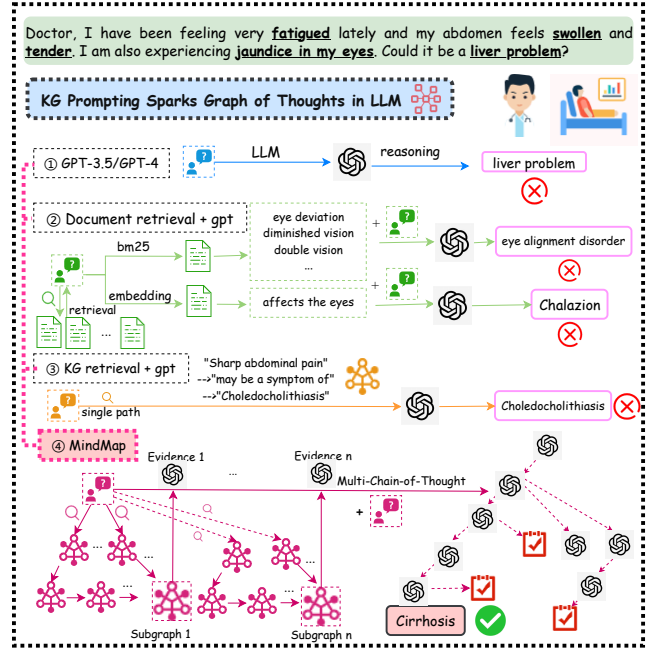 Doctor, I have been feeling very fatigued lately and my abdomen feels swollen and
tender. I am also experiencing jaundice in my eyes. Could it be a liver problem?
KG Prompting Sparks Graph of Thoughts in LLM
① GPT-3.5/GPT-4
?
LLM
reasoning
liver problem
② Document retrieval + gpt
bm25
eye deviation
diminished vision
double vision
...
+
?
eye alignment disorder
?
embedding
affects the eyes
+
?
Chalazion
retrieval
...
③ KG retrieval + gpt
"Sharp abdominal pain"
-->"may be a symptom of"
-->"Choledocholithiasis"
?
single path
Choledocholithiasis
④ MindMap
Evidence 1
...
Evidence n
?
Multi-Chain-of-Thought
+
?
...
...
...
...
...
...
Subgraph 1
Subgraph n
Cirrhosis